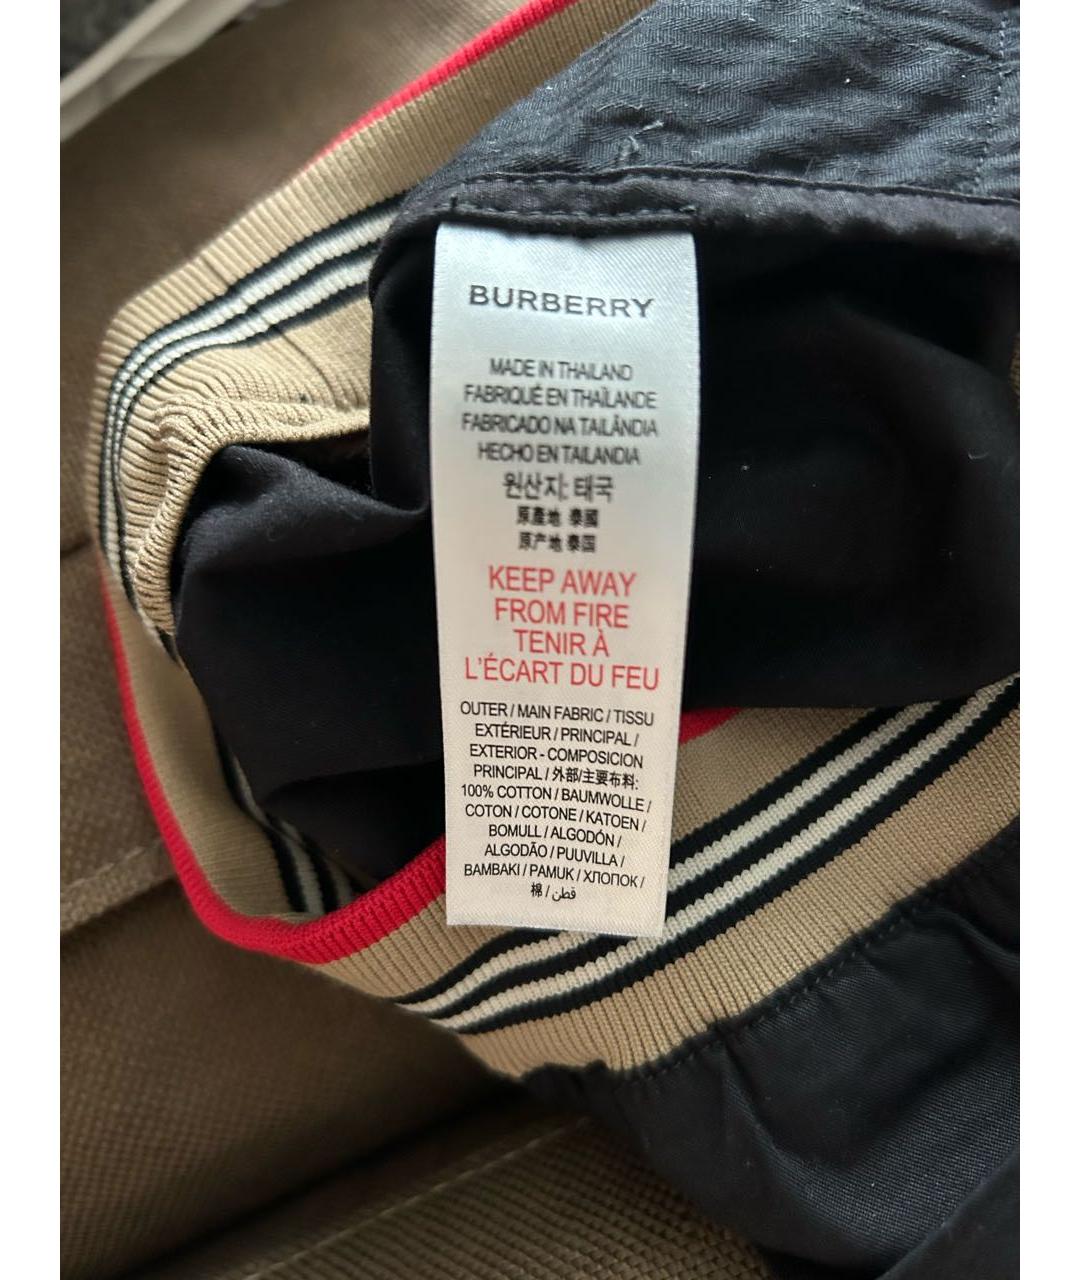 BURBERRY
MADE IN THAILAND
FABRIQUÉ EN THAÏLANDE
FABRICADO NA TAILÂNDIA
HECHO EN TAILANDIA
원산지: 태국
原產地 泰國
原产地 泰国
KEEP AWAY
FROM FIRE
TENIR À
L'ÉCART DU FEU
OUTER / MAIN FABRIC / TISSU
EXTÉRIEUR / PRINCIPAL /
EXTERIOR - COMPOSICION
PRINCIPAL / 外部/主要布料:
100% COTTON / BAUMWOLLE /
COTON / COTONE / KATOEN /
BOMULL / ALGODÓN /
ALGODÃO / PUUVILLA /
BAMBAKI / PAMUK / ХЛОПОК /
棉 / قطن